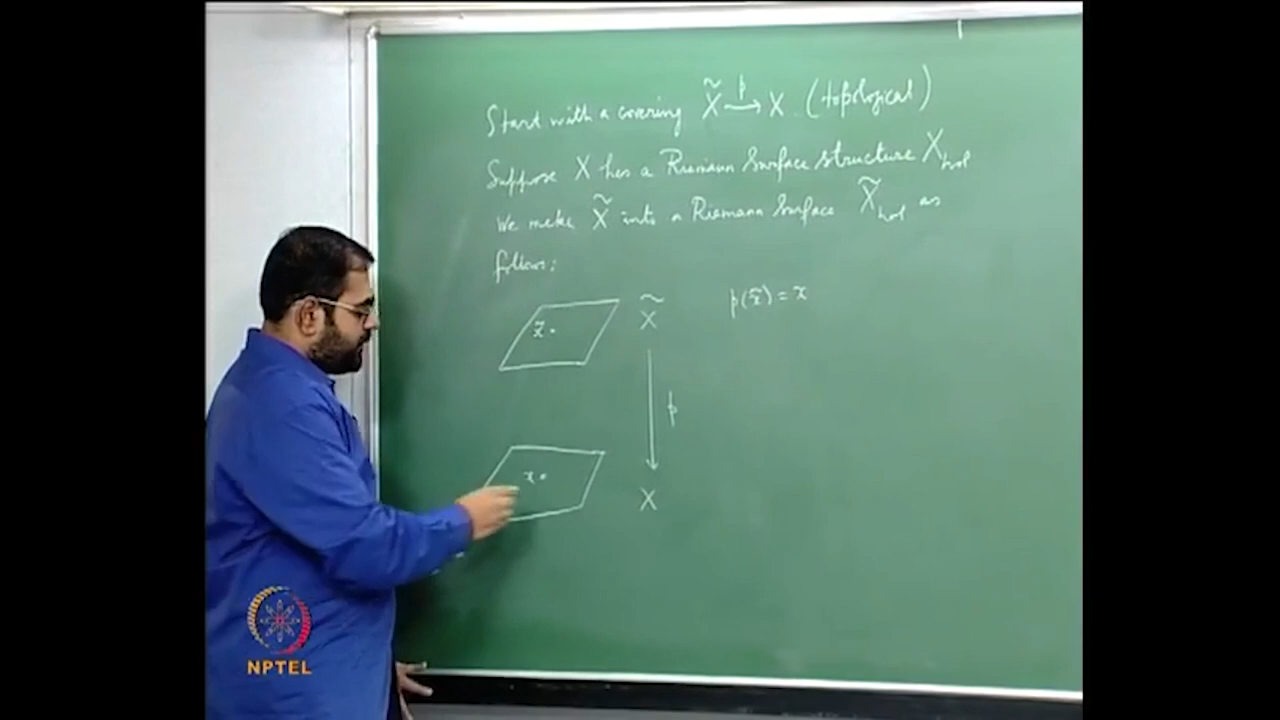 Start with a covering X̃ →p X. (topological)
Suppose X has a Riemann Surface structure X_hol
We make X̃ into a Riemann Surface X̃_hol as
follows:
x̃ X̃ p(x̃) = x
p
x X
NPTEL